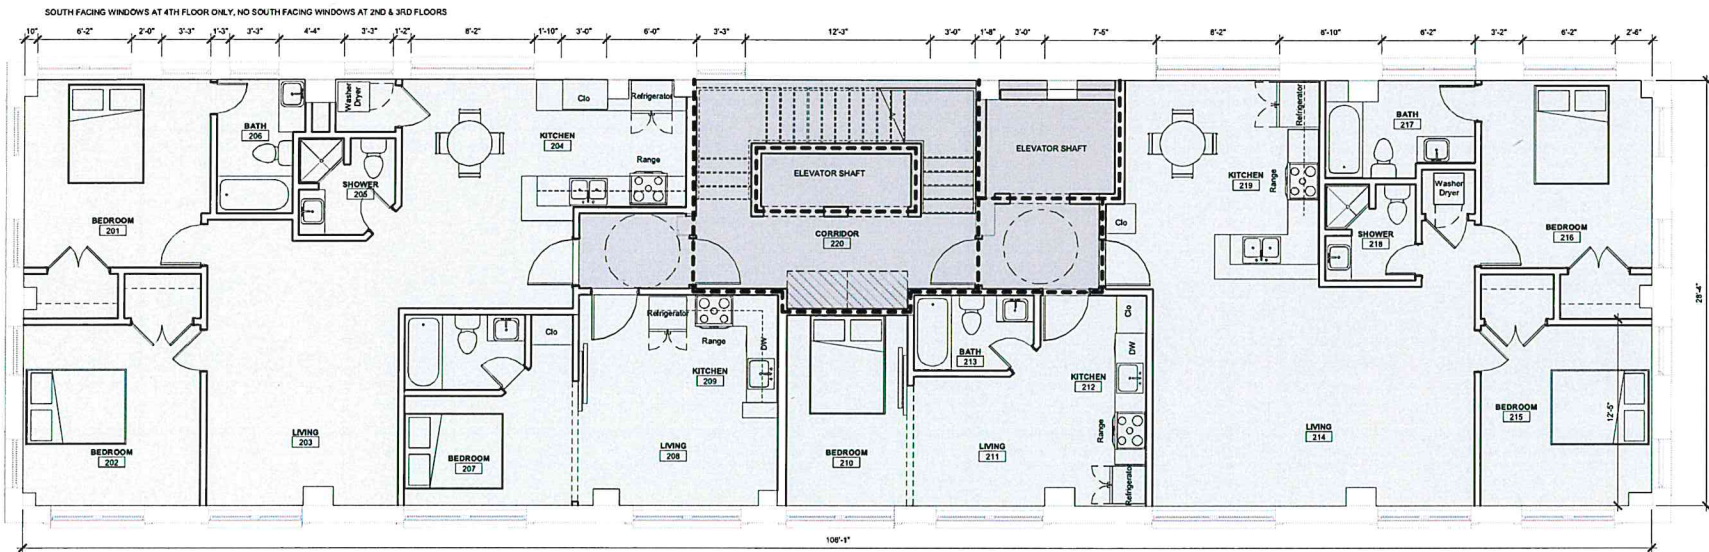 SOUTH FACING WINDOWS AT 4TH FLOOR ONLY, NO SOUTH FACING WINDOWS AT 2ND & 3RD FLOORS
10" 6'-2" 2'-0" 3'-3" 1'-3" 3'-3" 4'-4" 3'-3" 1'-2" 8'-2" 1'-10" 3'-0" 6'-0" 3'-3" 12'-3" 3'-0" 1'-8" 3'-0" 7'-5" 8'-2" 6'-10" 6'-2" 3'-2" 6'-2" 2'-6"
Washer
Dryer
Clo
Refrigerator
Refrigerator
BATH
206
KITCHEN
204
Range
ELEVATOR SHAFT
ELEVATOR SHAFT
BATH
217
SHOWER
205
KITCHEN
219
Range
Washer
Dryer
BEDROOM
201
CORRIDOR
220
Clo
SHOWER
218
BEDROOM
216
28'-4"
Clo
Refrigerator
Range
DW
KITCHEN
209
BATH
213
Clo
DW
KITCHEN
212
Range
BEDROOM
215
12'-5"
LIVING
203
BEDROOM
202
BEDROOM
207
LIVING
208
BEDROOM
210
LIVING
211
Refrigerator
LIVING
214
106'-1"